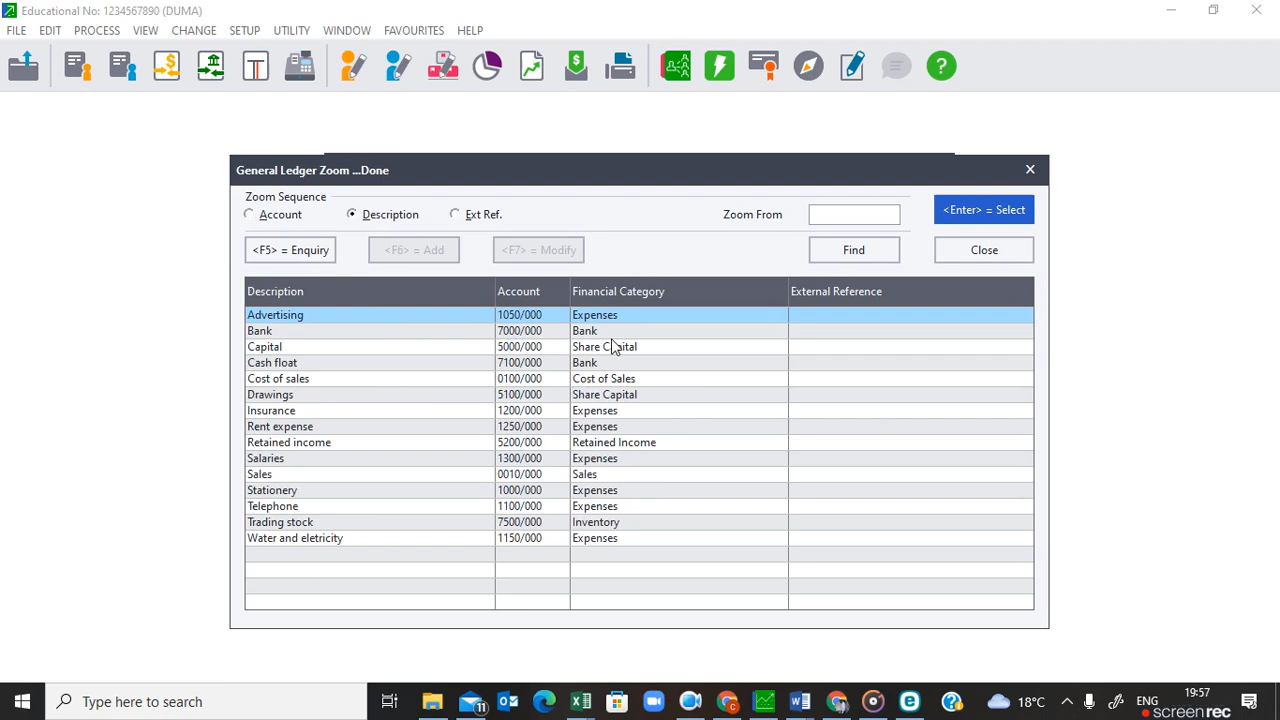 Educational No: 1234567890 (DUMA)
FILE EDIT PROCESS VIEW CHANGE SETUP UTILITY WINDOW FAVOURITES HELP
General Ledger Zoom ...Done
Zoom Sequence
Account Description Ext Ref. Zoom From <Enter> = Select
<F5> = Enquiry <F6> = Add <F7> = Modify Find Close
Description Account Financial Category External Reference
Advertising 1050/000 Expenses
Bank 7000/000 Bank
Capital 5000/000 Share Capital
Cash float 7100/000 Bank
Cost of sales 0100/000 Cost of Sales
Drawings 5100/000 Share Capital
Insurance 1200/000 Expenses
Rent expense 1250/000 Expenses
Retained income 5200/000 Retained Income
Salaries 1300/000 Expenses
Sales 0010/000 Sales
Stationery 1000/000 Expenses
Telephone 1100/000 Expenses
Trading stock 7500/000 Inventory
Water and eletricity 1150/000 Expenses
Type here to search 11 18°C ENG 19:57
screenrec